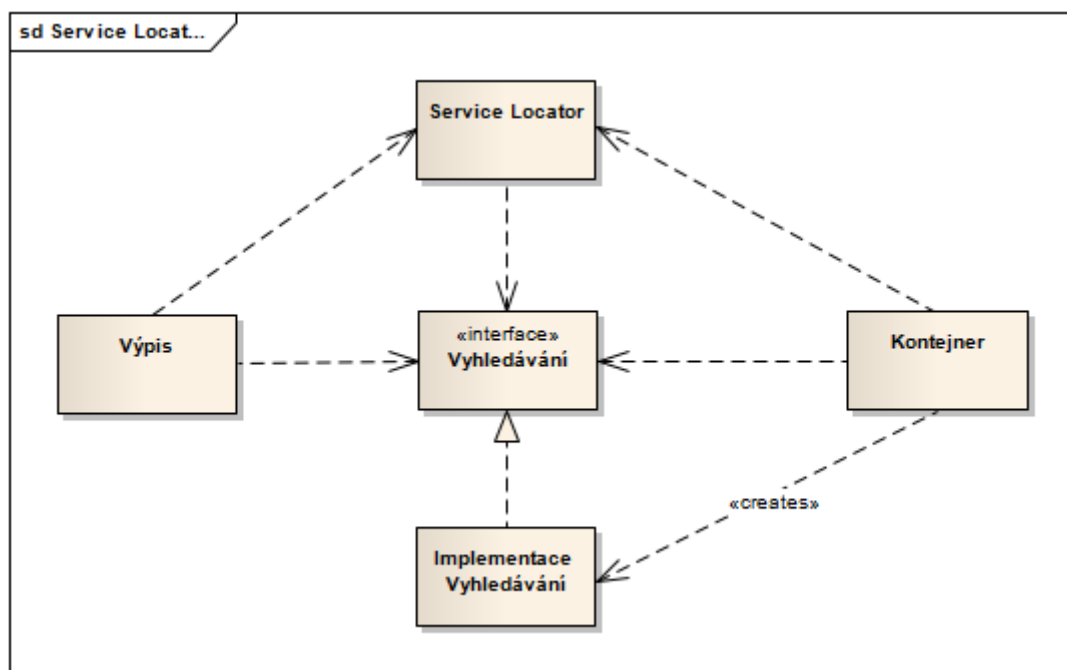 sd Service Locat...
Service Locator
Výpis
«interface»
Vyhledávání
Kontejner
«creates»
Implementace
Vyhledávání